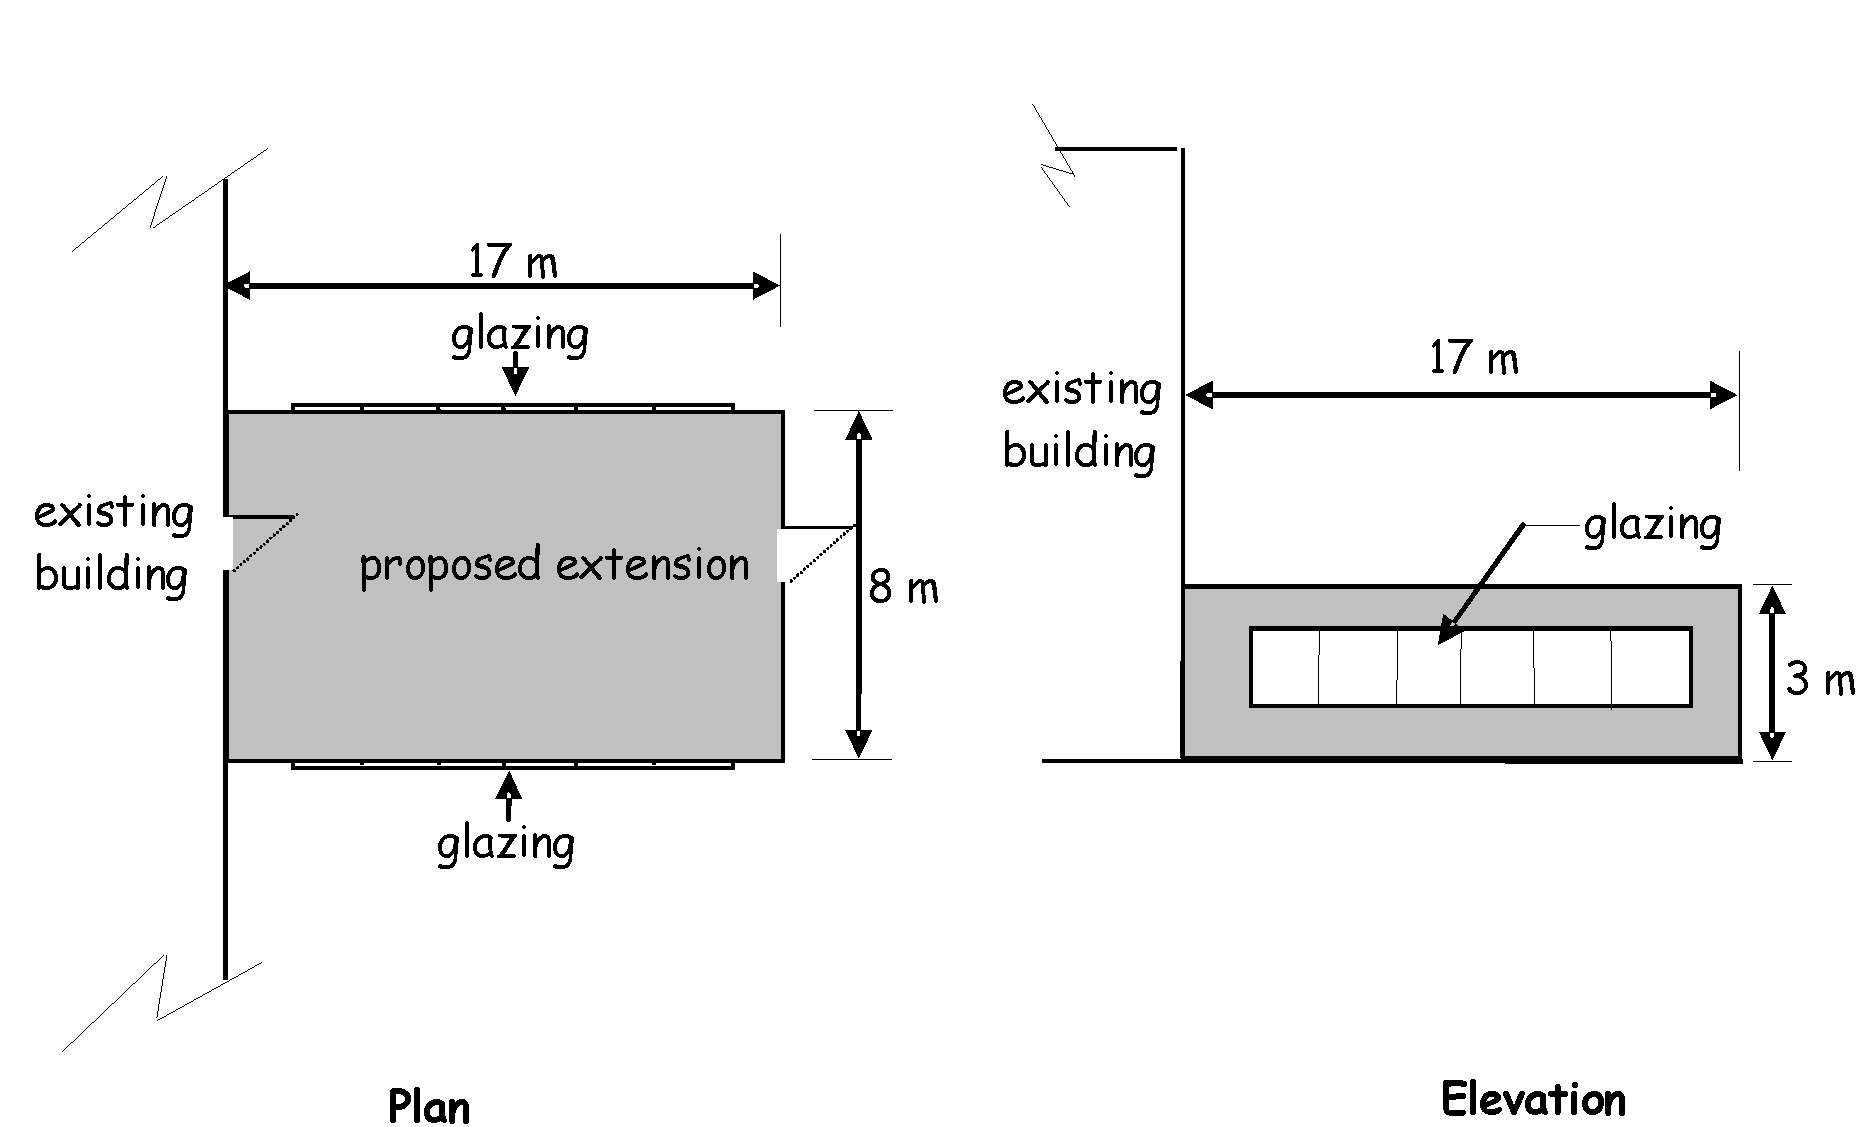 17 m
glazing
existing
building
proposed extension
8 m
glazing
Plan
17 m
existing
building
glazing
3 m
Elevation